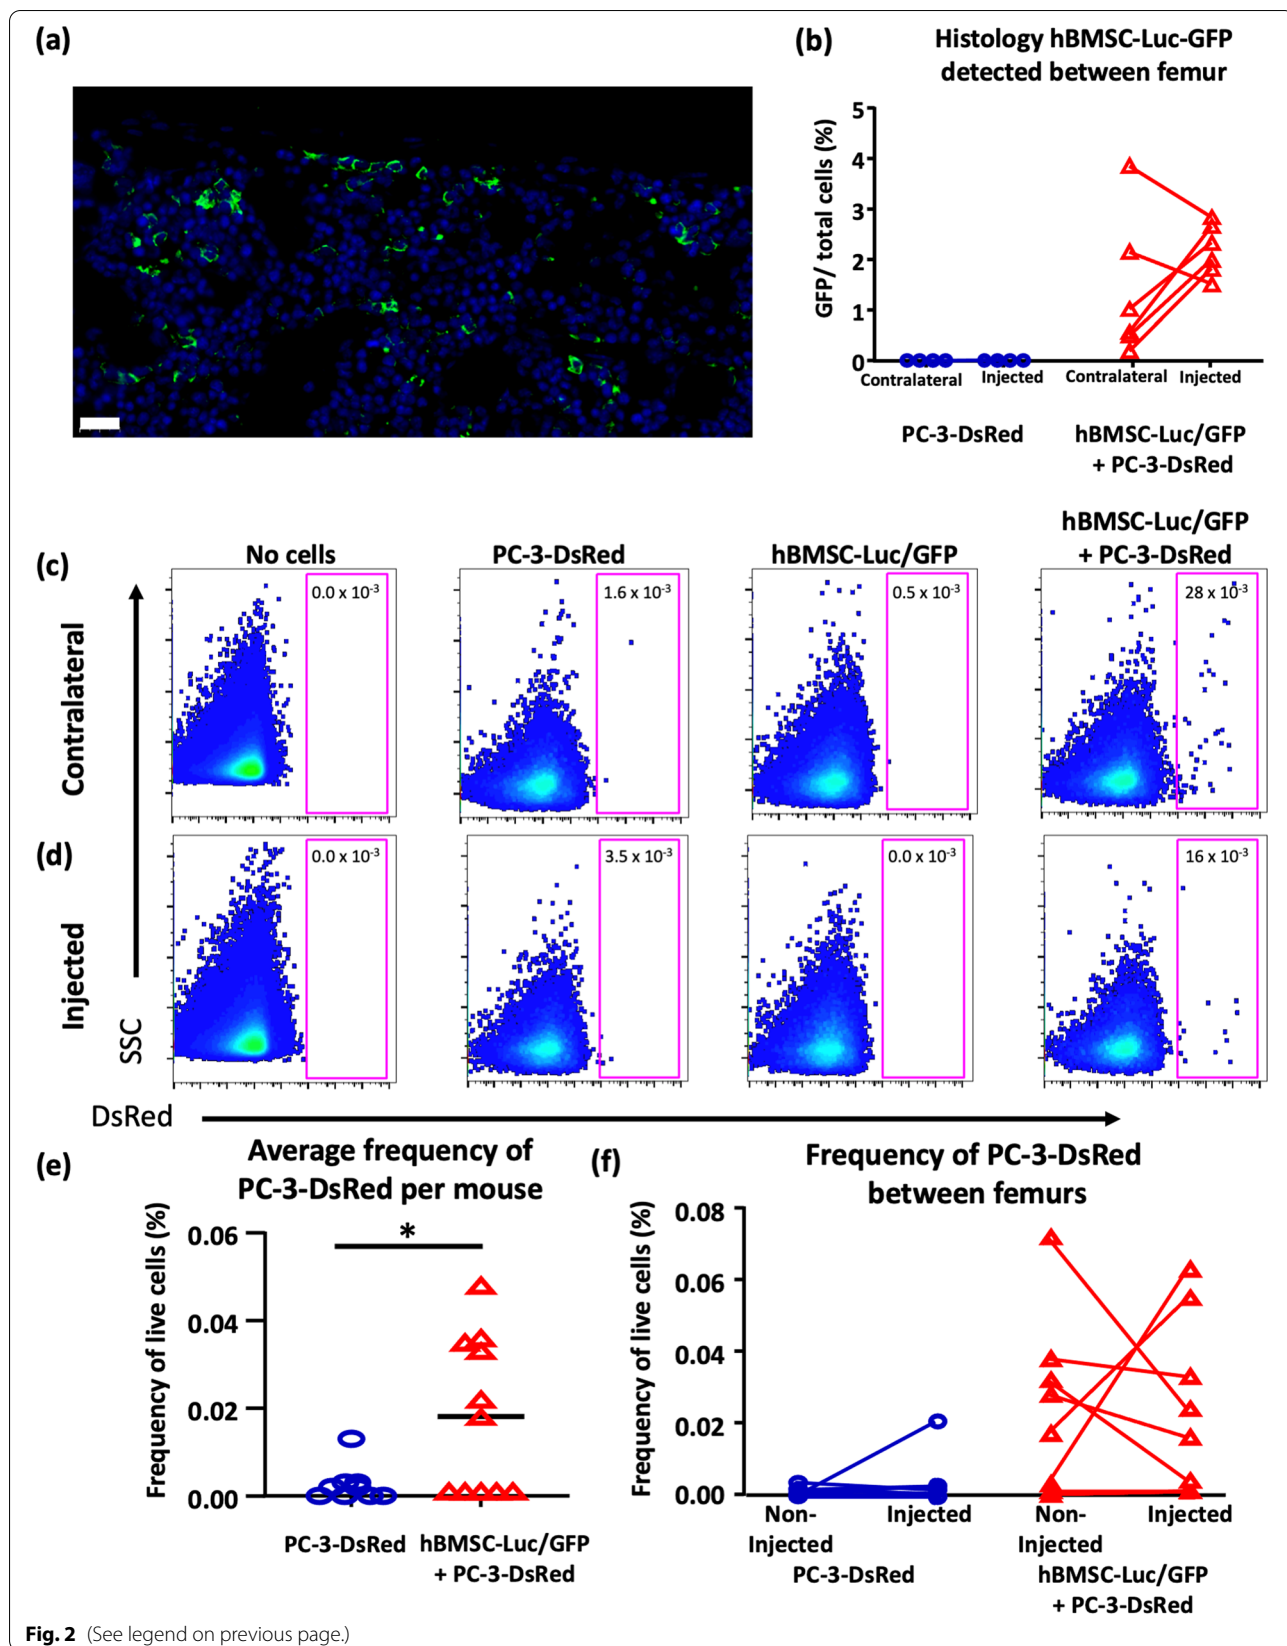 (a)
(b)
Histology hBMSC-Luc-GFP
detected between femur
GFP/ total cells (%)
5
4
3
2
1
0
Contralateral
Injected
Contralateral
Injected
PC-3-DsRed
hBMSC-Luc/GFP
+ PC-3-DsRed
(c)
No cells
PC-3-DsRed
hBMSC-Luc/GFP
hBMSC-Luc/GFP
+ PC-3-DsRed
Contralateral
0.0 x 10⁻³
1.6 x 10⁻³
0.5 x 10⁻³
28 x 10⁻³
(d)
Injected
0.0 x 10⁻³
3.5 x 10⁻³
0.0 x 10⁻³
16 x 10⁻³
SSC
DsRed
(e)
Average frequency of
PC-3-DsRed per mouse
Frequency of live cells (%)
0.06
0.04
0.02
0.00
*
PC-3-DsRed
hBMSC-Luc/GFP
+ PC-3-DsRed
(f)
Frequency of PC-3-DsRed
between femurs
Frequency of live cells (%)
0.08
0.06
0.04
0.02
0.00
Non-
Injected
Injected
Non-
Injected
Injected
PC-3-DsRed
hBMSC-Luc/GFP
+ PC-3-DsRed
Fig. 2 (See legend on previous page.)